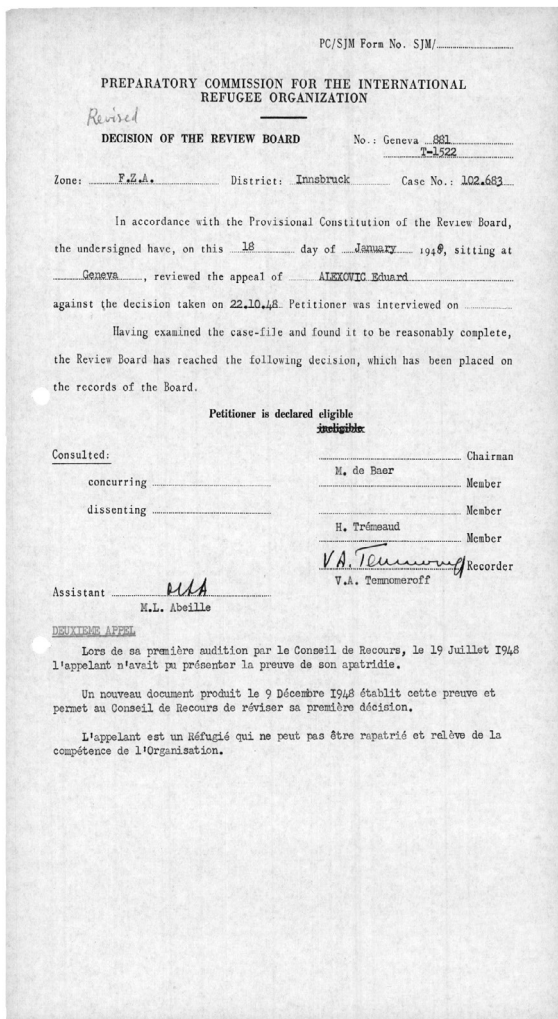 PC/SJM Form No. SJM/
PREPARATORY COMMISSION FOR THE INTERNATIONAL
REFUGEE ORGANIZATION
Revised
DECISION OF THE REVIEW BOARD No.: Geneva 881
T-1522
Zone: F.Z.A. District: Innsbruck Case No.: 102.683
In accordance with the Provisional Constitution of the Review Board,
the undersigned have, on this 18 day of January 1949, sitting at
Geneva, reviewed the appeal of ALEXOVIC Eduard
against the decision taken on 22.10.48 Petitioner was interviewed on
Having examined the case-file and found it to be reasonably complete,
the Review Board has reached the following decision, which has been placed on
the records of the Board.
Petitioner is declared eligible
ineligible
Consulted: Chairman
M. de Baer
concurring Member
dissenting Member
H. Trémeaud
Member
V.A. Temnomeroff Recorder
V.A. Temnomeroff
Assistant
M.L. Abeille
DEUXIEME APPEL
Lors de sa première audition par le Conseil de Recours, le 19 Juillet 1948
l'appelant n'avait pu présenter la preuve de son apatridie.
Un nouveau document produit le 9 Décembre 1948 établit cette preuve et
permet au Conseil de Recours de réviser sa première décision.
L'appelant est un Réfugié qui ne peut pas être rapatrié et relève de la
compétence de l'Organisation.